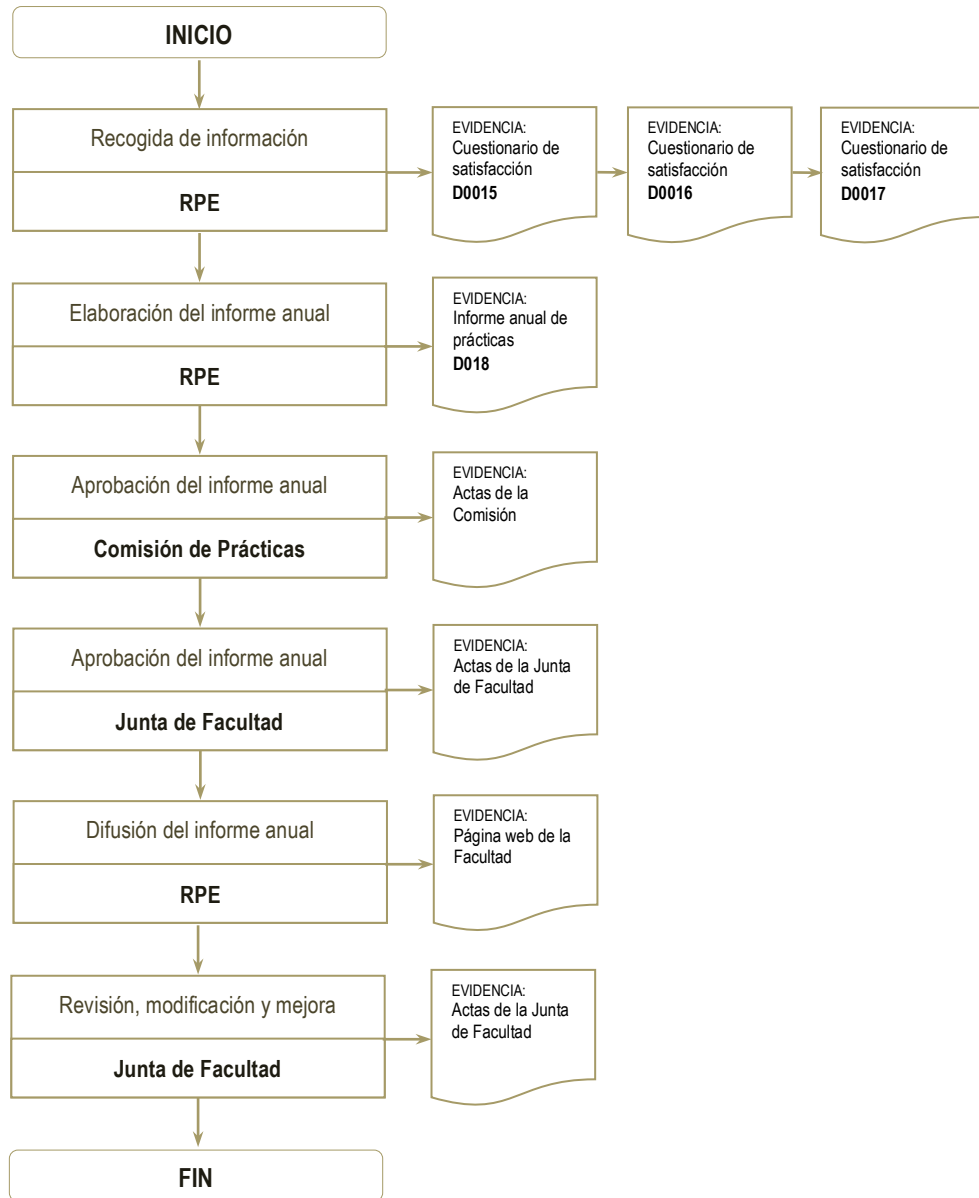 INICIO
Recogida de información
RPE
EVIDENCIA:
Cuestionario de
satisfacción
D0015
EVIDENCIA:
Cuestionario de
satisfacción
D0016
EVIDENCIA:
Cuestionario de
satisfacción
D0017
Elaboración del informe anual
RPE
EVIDENCIA:
Informe anual de
prácticas
D018
Aprobación del informe anual
Comisión de Prácticas
EVIDENCIA:
Actas de la
Comisión
Aprobación del informe anual
Junta de Facultad
EVIDENCIA:
Actas de la Junta
de Facultad
Difusión del informe anual
RPE
EVIDENCIA:
Página web de la
Facultad
Revisión, modificación y mejora
Junta de Facultad
EVIDENCIA:
Actas de la Junta
de Facultad
FIN